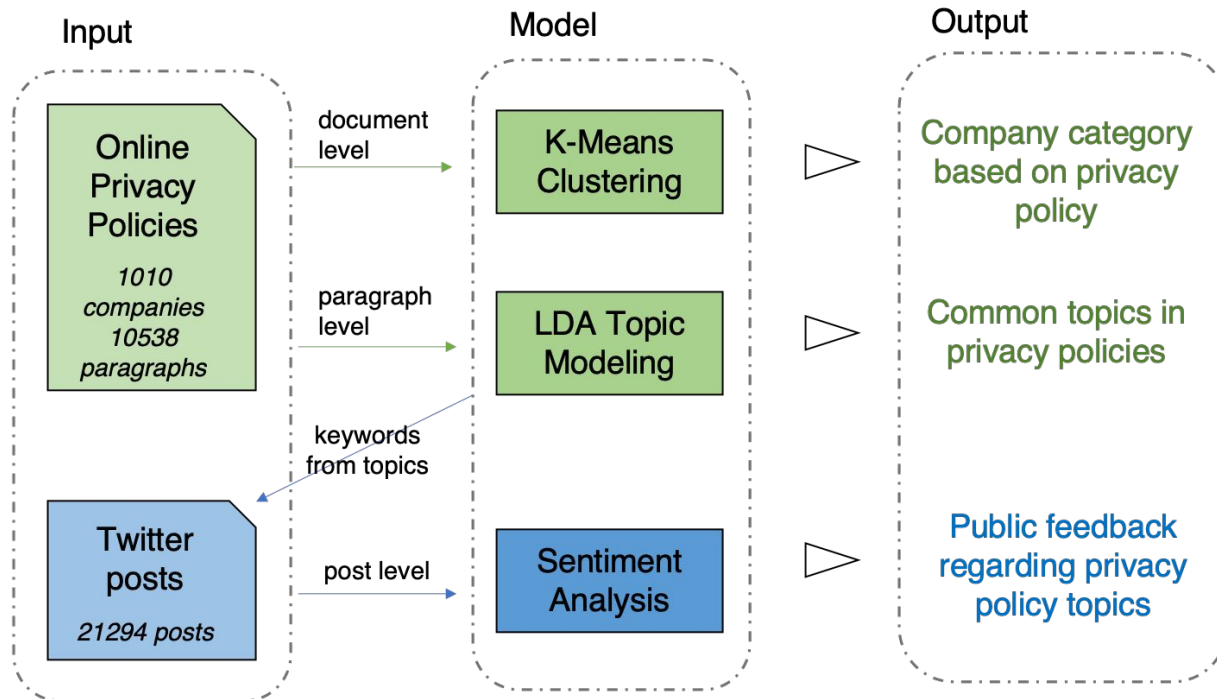 Input
Model
Output
Online
Privacy
Policies
1010
companies
10538
paragraphs
document
level
K-Means
Clustering
Company category
based on privacy
policy
paragraph
level
LDA Topic
Modeling
Common topics in
privacy policies
keywords
from topics
Twitter
posts
21294 posts
post level
Sentiment
Analysis
Public feedback
regarding privacy
policy topics